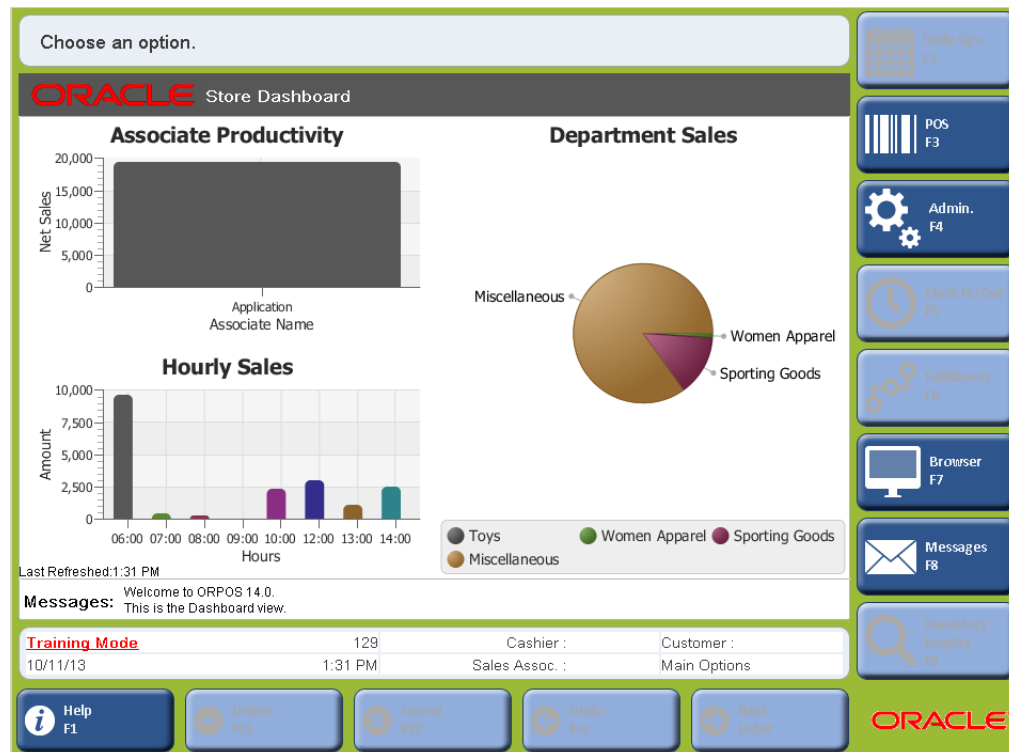 Choose an option.
ORACLE Store Dashboard
Associate Productivity
20,000
15,000
10,000
5,000
0
Net Sales
Application
Associate Name
Hourly Sales
10,000
7,500
5,000
2,500
0
Amount
06:00 07:00 08:00 09:00 10:00 12:00 13:00 14:00
Hours
Last Refreshed:1:31 PM
Department Sales
Miscellaneous
Women Apparel
Sporting Goods
Toys Women Apparel Sporting Goods
Miscellaneous
Messages: Welcome to ORPOS 14.0.
This is the Dashboard view.
Training Mode 129 Cashier : Customer :
10/11/13 1:31 PM Sales Assoc. : Main Options
Daily Ops.
F2
POS
F3
Admin.
F4
Clock In/Out
F5
Fulfillment
F6
Browser
F7
Messages
F8
Inventory
Inquiry
F9
Help
F1
Delete
F11
Cancel
F12
Undo
Esc
Next
Enter
ORACLE